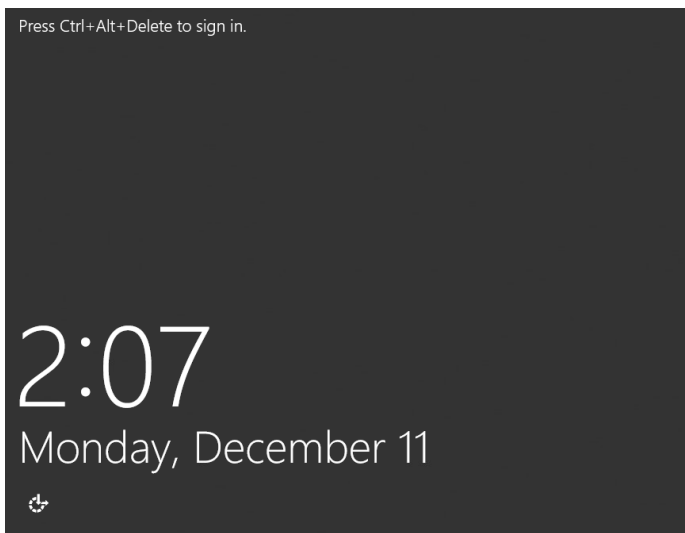 Press Ctrl+Alt+Delete to sign in.
2:07
Monday, December 11